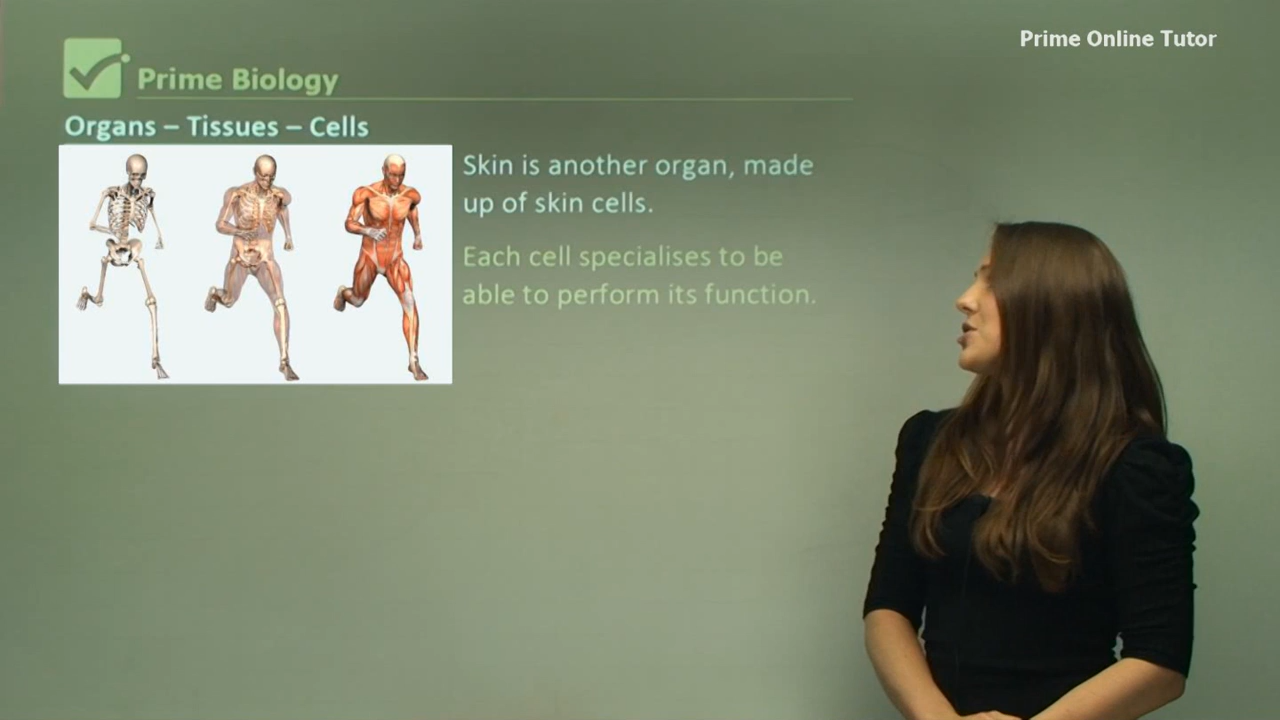 Prime Online Tutor
Prime Biology
Organs – Tissues – Cells
Skin is another organ, made
up of skin cells.
Each cell specialises to be
able to perform its function.